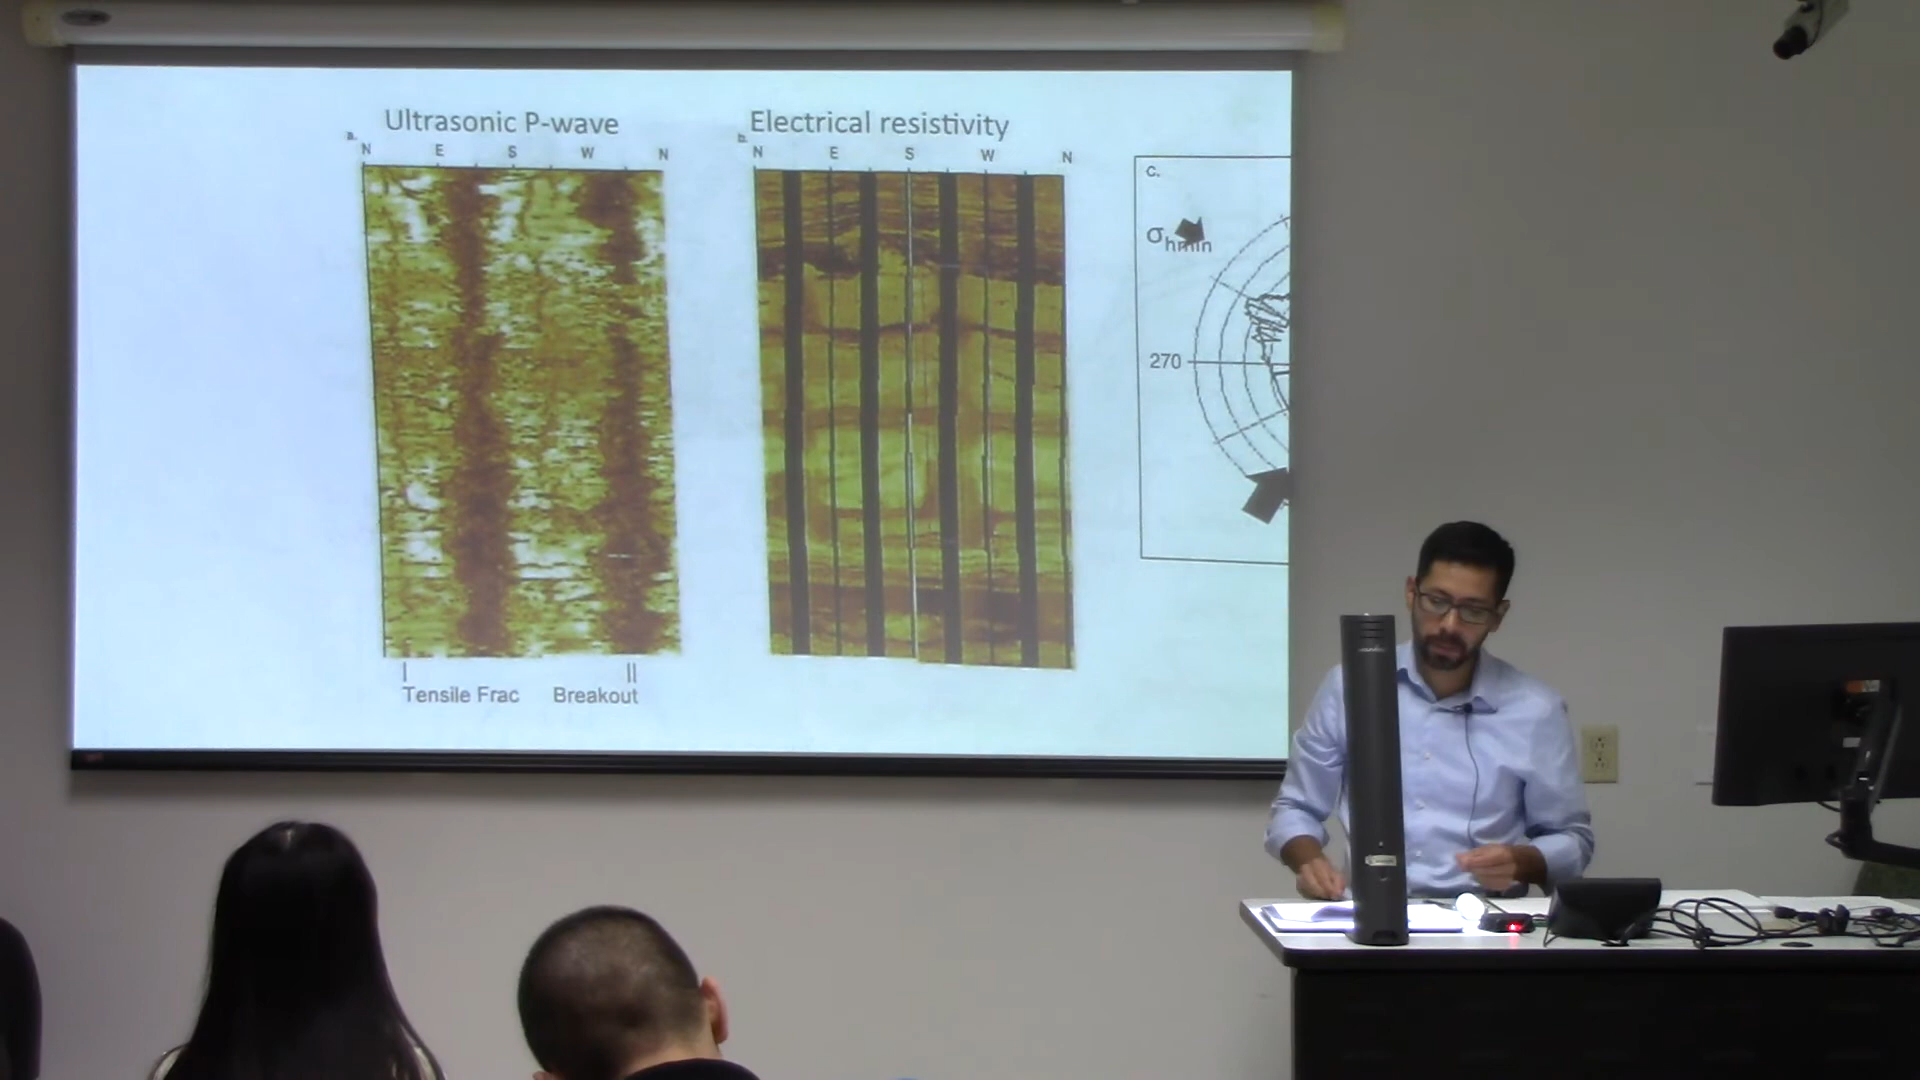 Ultrasonic P-wave
a.
N E S W N
Tensile Frac Breakout
Electrical resistivity
b.
N E S W N
c.
σhmin
270